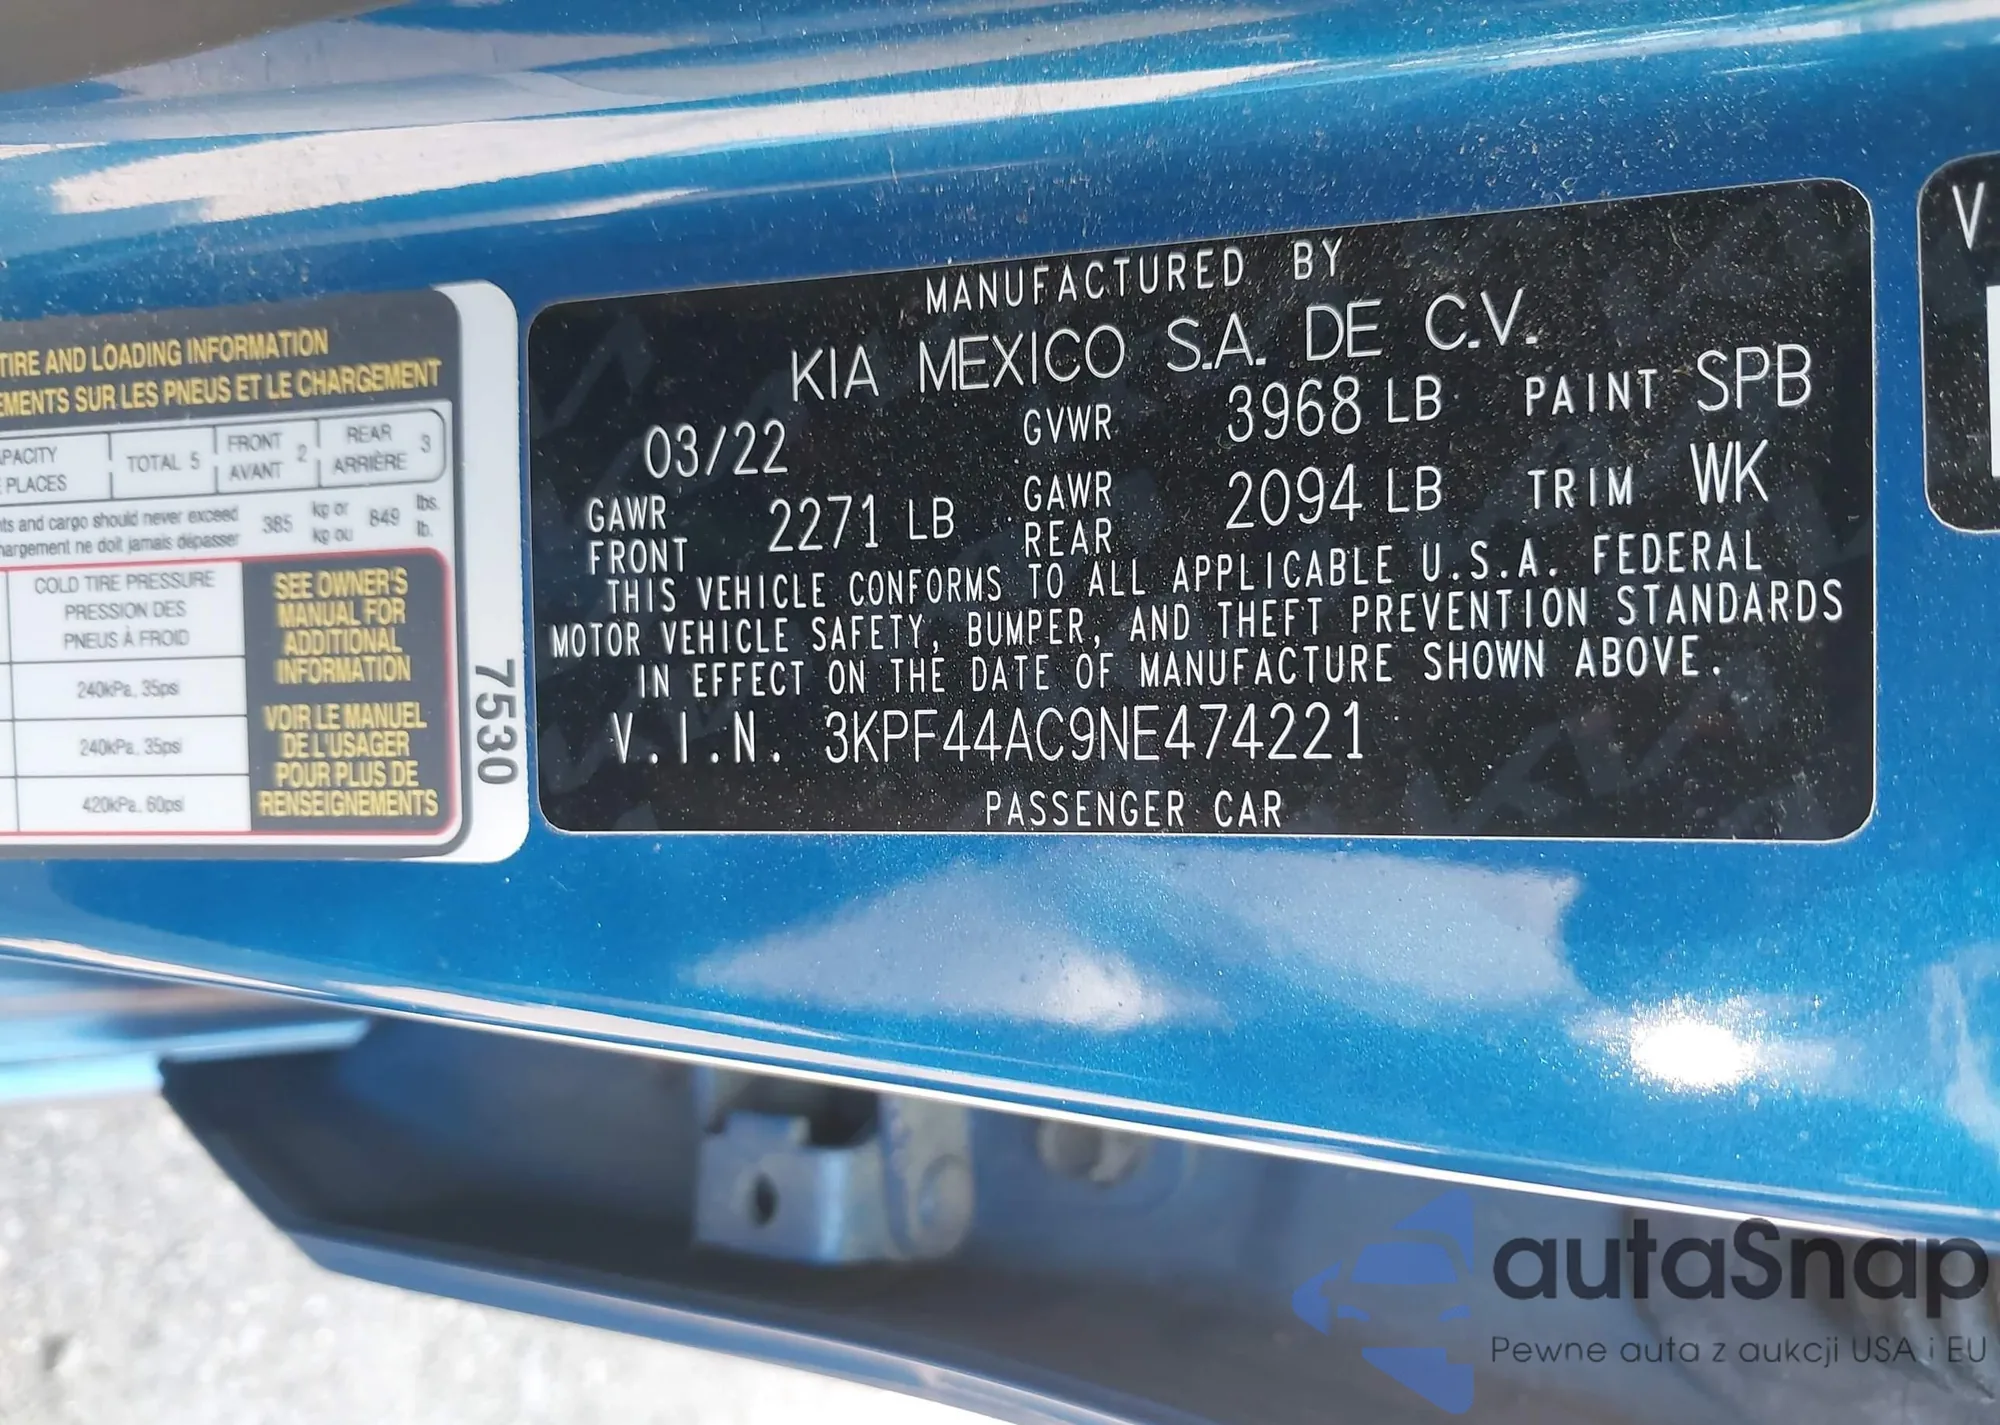 TIRE AND LOADING INFORMATION
SUR LES PNEUS ET LE CHARGEMENT
TOTAL 5
FRONT
AVANT 2
REAR
ARRIÈRE 3
PLACES
and cargo should never exceed
ne doit jamais dépasser
385 kg or
kg ou
849 lbs.
lb.
COLD TIRE PRESSURE
PRESSION DES
PNEUS À FROID
240kPa, 35psi
240kPa, 35psi
420kPa, 60psi
SEE OWNER'S
MANUAL FOR
ADDITIONAL
INFORMATION
VOIR LE MANUEL
DE L'USAGER
POUR PLUS DE
RENSEIGNEMENTS
7530
MANUFACTURED BY
KIA MEXICO S.A. DE C.V.
03/22 GVWR 3968 LB PAINT SPB
GAWR FRONT 2271 LB GAWR REAR 2094 LB TRIM WK
THIS VEHICLE CONFORMS TO ALL APPLICABLE U.S.A. FEDERAL
MOTOR VEHICLE SAFETY, BUMPER, AND THEFT PREVENTION STANDARDS
IN EFFECT ON THE DATE OF MANUFACTURE SHOWN ABOVE.
V.I.N. 3KPF44AC9NE474221
PASSENGER CAR
V
autaSnap
Pewne auta z aukcji USA i EU